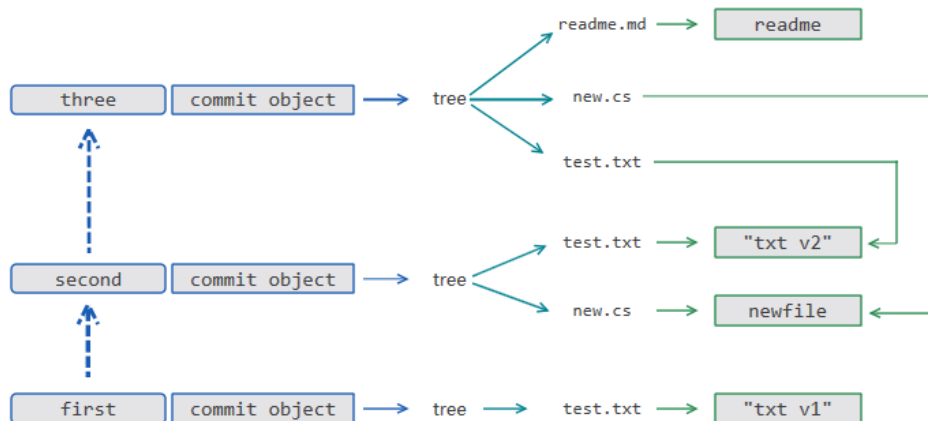 readme.md readme
three commit object tree new.cs
test.txt
test.txt "txt v2"
second commit object tree
new.cs newfile
first commit object tree test.txt "txt v1"